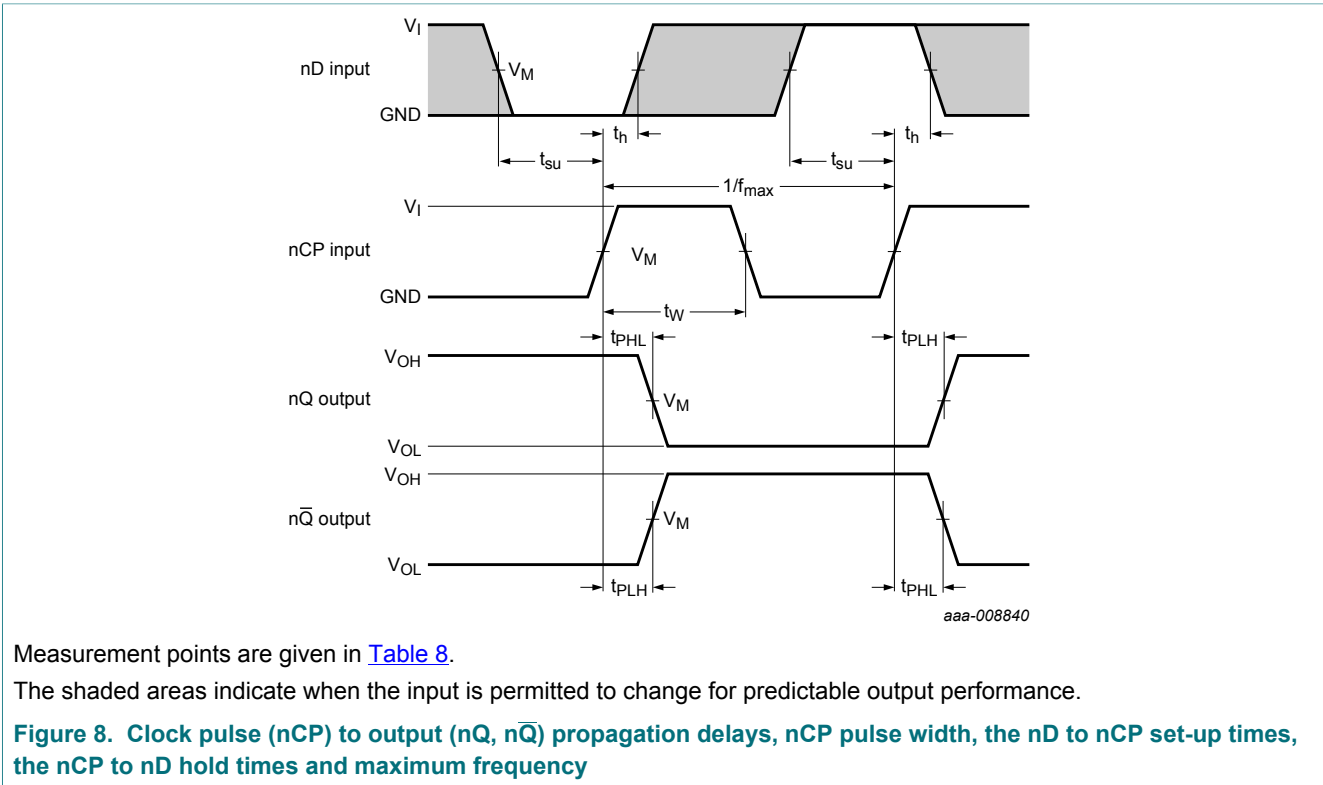 V_I
nD input
V_M
GND
t_h
t_h
t_su
t_su
1/f_max
V_I
nCP input
V_M
GND
t_W
t_PHL
t_PLH
V_OH
nQ output
V_M
V_OL
V_OH
nQ̅ output
V_M
V_OL
t_PLH
t_PHL
aaa-008840
Measurement points are given in Table 8.
The shaded areas indicate when the input is permitted to change for predictable output performance.
Figure 8. Clock pulse (nCP) to output (nQ, nQ̅) propagation delays, nCP pulse width, the nD to nCP set-up times,
the nCP to nD hold times and maximum frequency